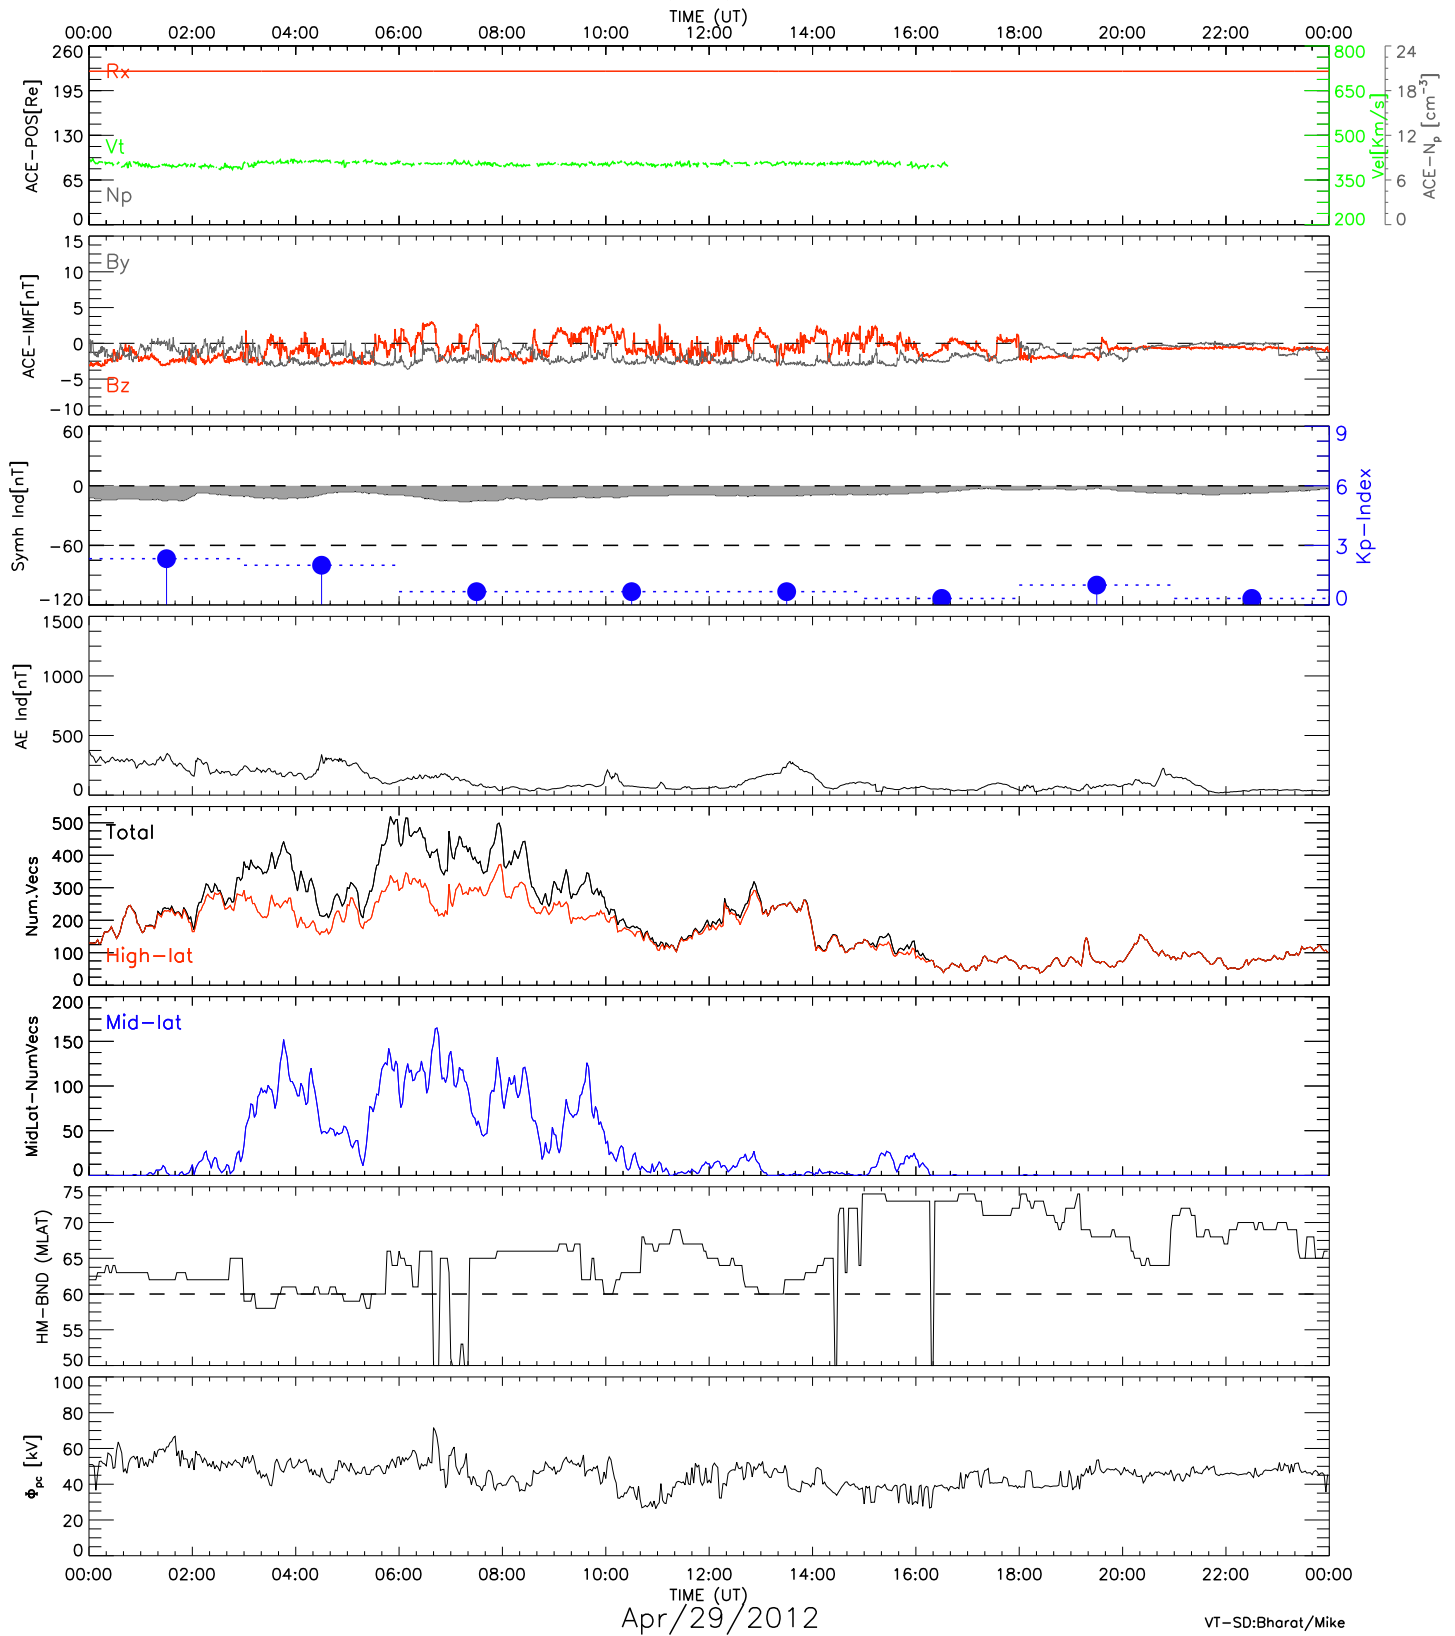 TIME (UT)
00:00 02:00 04:00 06:00 08:00 10:00 12:00 14:00 16:00 18:00 20:00 22:00 00:00
ACE-POS[Re]
260
195
130
65
0
Rx
Vt
Np
800
650
500
350
200
Vel[Km/s]
24
18
12
6
0
ACE-Np [cm-3]
ACE-IMF[nT]
15
10
5
0
-5
-10
By
Bz
Symh Ind[nT]
60
0
-60
-120
9
6
3
0
Kp-Index
AE Ind[nT]
1500
1000
500
0
Num.Vecs
500
400
300
200
100
0
Total
High-lat
MidLat-NumVecs
200
150
100
50
0
Mid-lat
HM-BND (MLAT)
75
70
65
60
55
50
Φpc [kV]
100
80
60
40
20
0
00:00 02:00 04:00 06:00 08:00 10:00 12:00 14:00 16:00 18:00 20:00 22:00 00:00
TIME (UT)
Apr/29/2012
VT-SD:Bharat/Mike